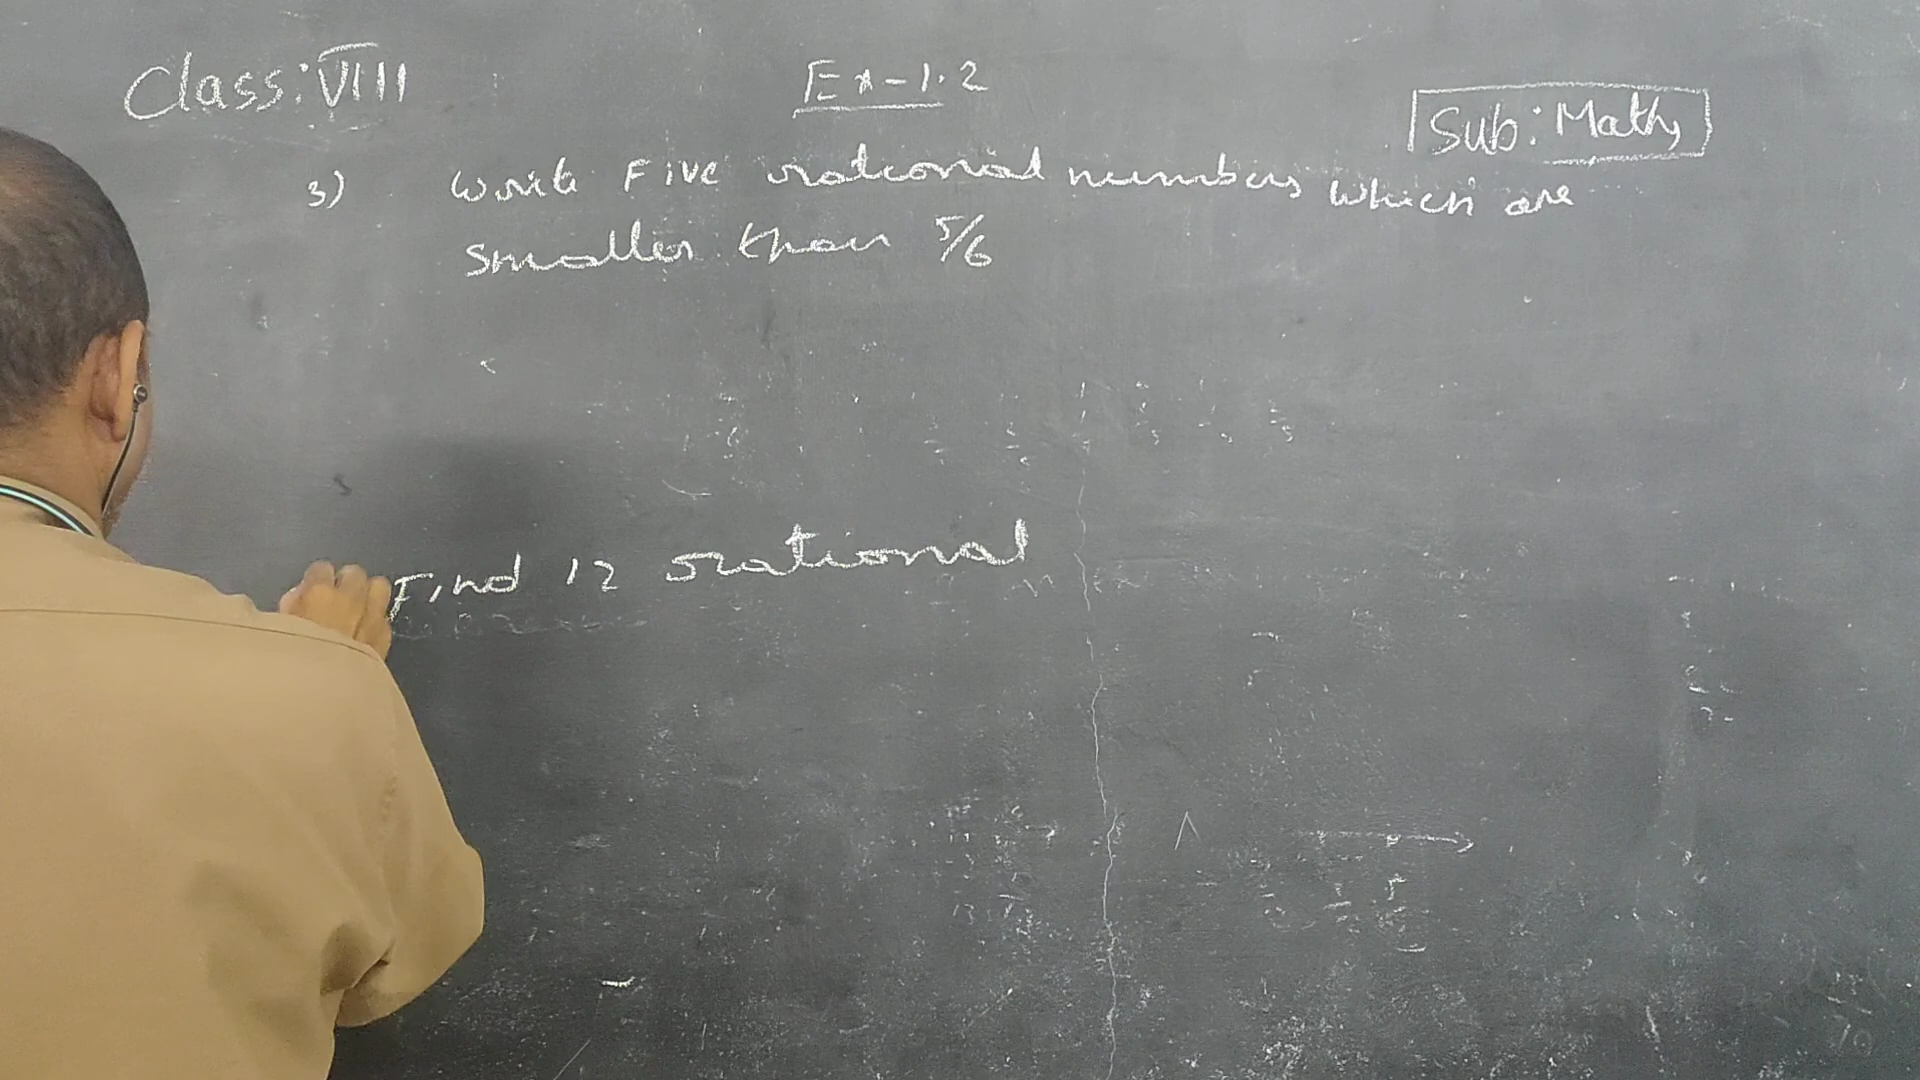 Class: VIII
Ex-1.2
Sub: Maths
3) Write Five rational numbers which are
smaller than 5/6
Find 12 rational